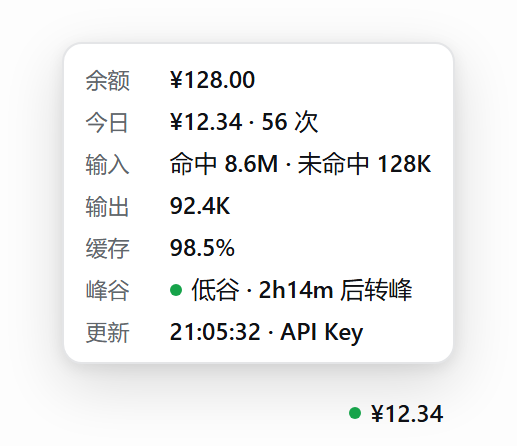 余额 ¥128.00
今日 ¥12.34 · 56 次
输入 命中 8.6M · 未命中 128K
输出 92.4K
缓存 98.5%
峰谷 低谷 · 2h14m 后转峰
更新 21:05:32 · API Key
¥12.34